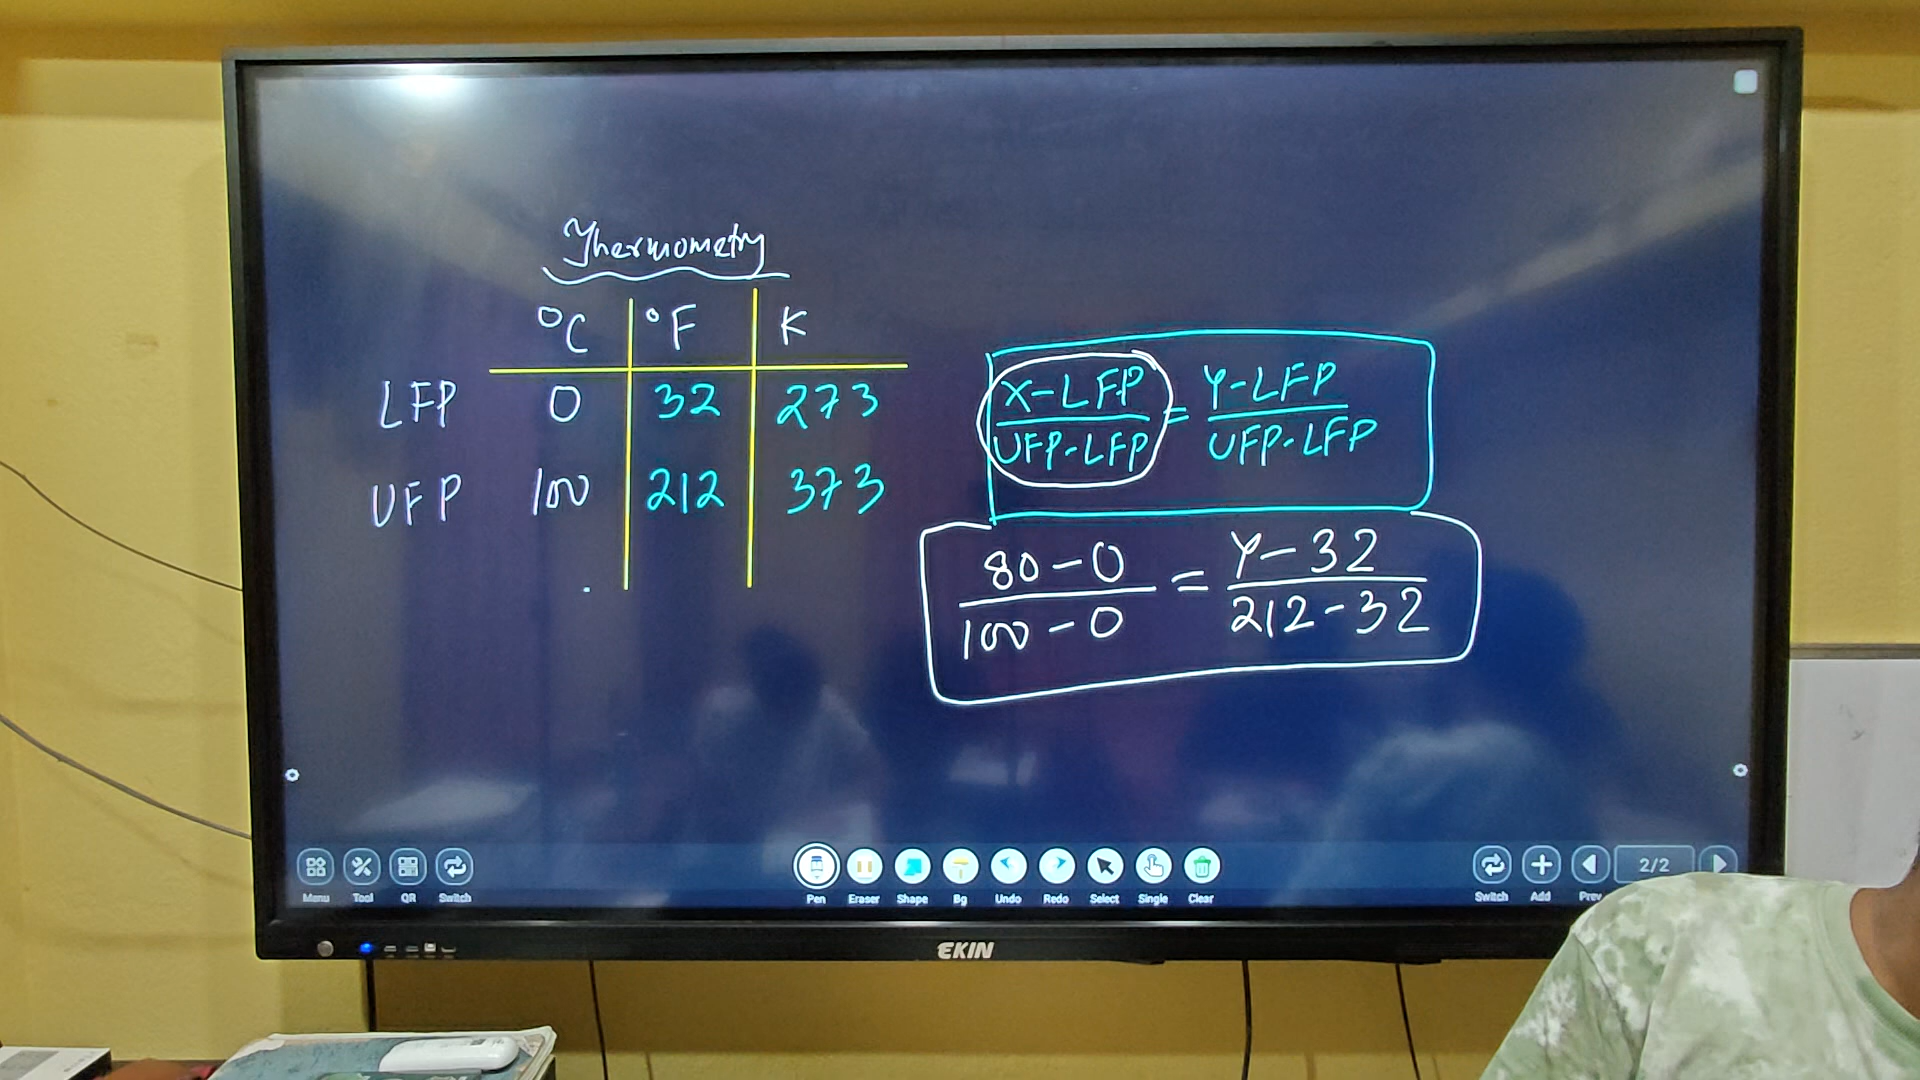 Thermometry
°C °F K
LFP 0 32 273
UFP 100 212 373
X-LFP / UFP-LFP = Y-LFP / UFP-LFP
80-0 / 100-0 = Y-32 / 212-32
Menu Tool QR Switch
Pen Eraser Shape Bg Undo Redo Select Single Clear
Switch Add Prev 2/2
EKIN